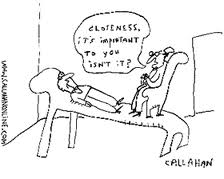 CLOSENESS,
IT'S IMPORTANT
TO YOU
ISN'T IT?
CALLAHAN
WWW.CALLAHANONLINE.COM